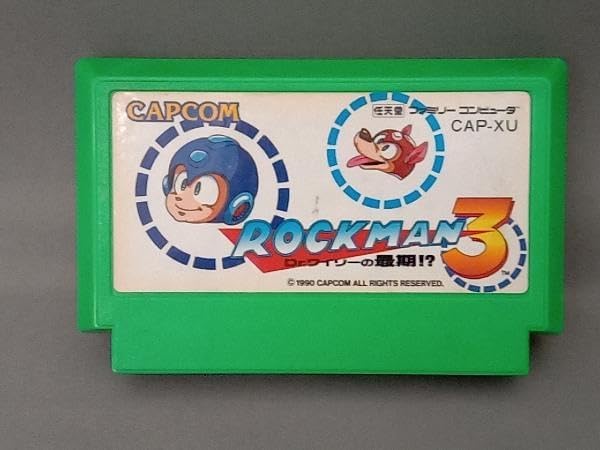 CAPCOM
任天堂 ファミリー コンピュータ
CAP-XU
ROCKMAN 3
TM
Dr.ワイリーの最期!?
© 1990 CAPCOM ALL RIGHTS RESERVED.